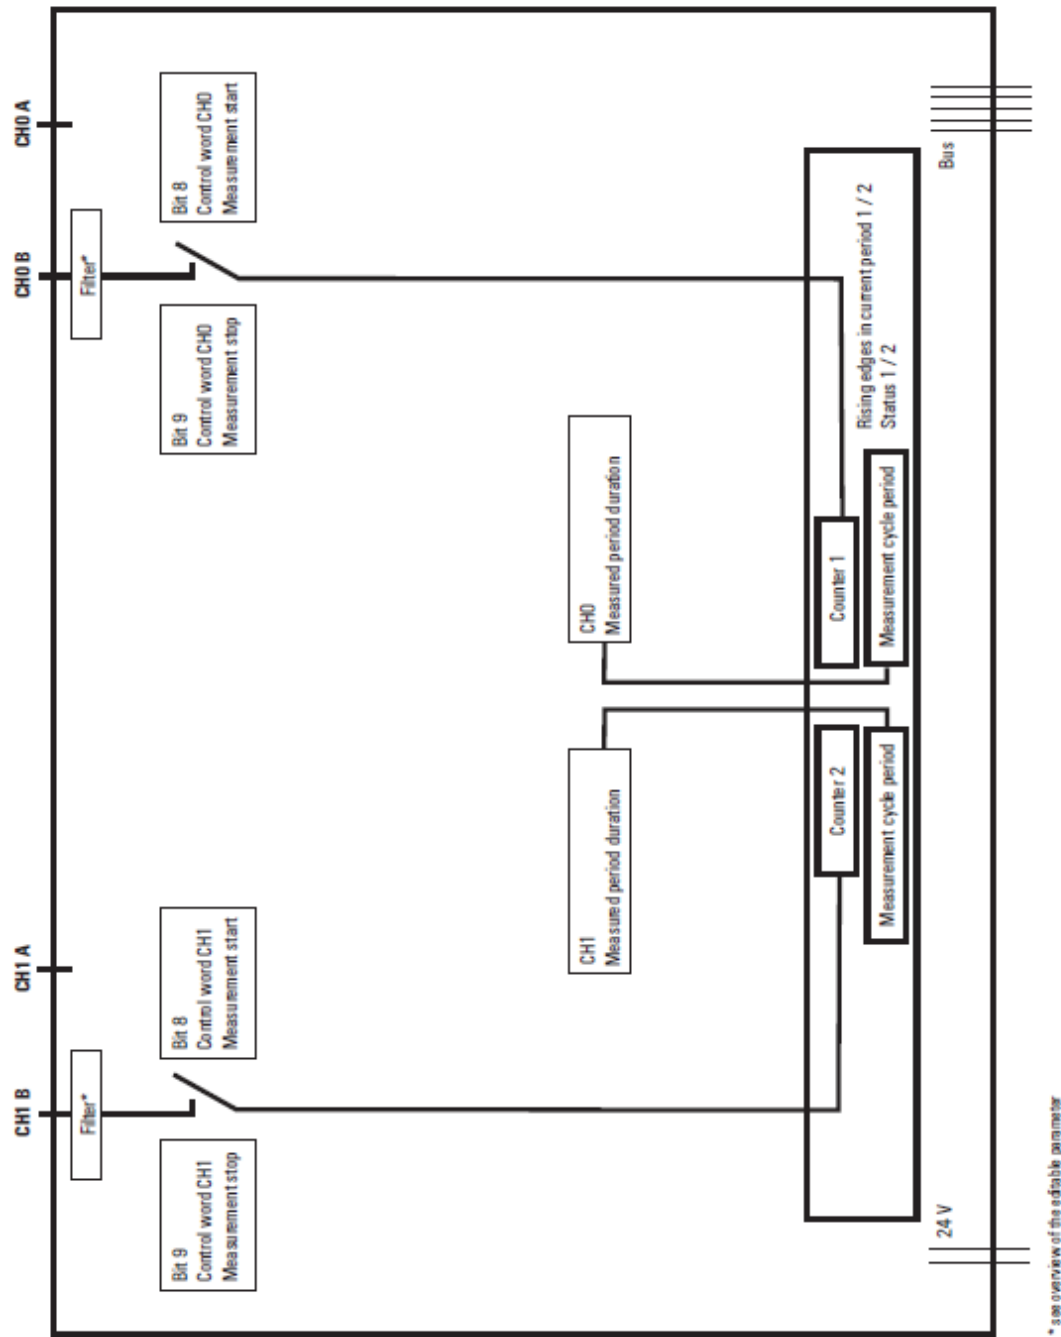 CH1 B
CH1 A
CH0 B
CH0 A
Filter*
Filter*
Bit 9
Control word CH1
Measurement stop
Bit 8
Control word CH1
Measurement start
Bit 9
Control word CH0
Measurement stop
Bit 8
Control word CH0
Measurement start
CH1
Measured period duration
CH0
Measured period duration
Counter 2
Counter 1
Measurement cycle period
Measurement cycle period
Rising edges in current period 1 / 2
Status 1 / 2
24 V
Bus
* see overview of the editable parameter